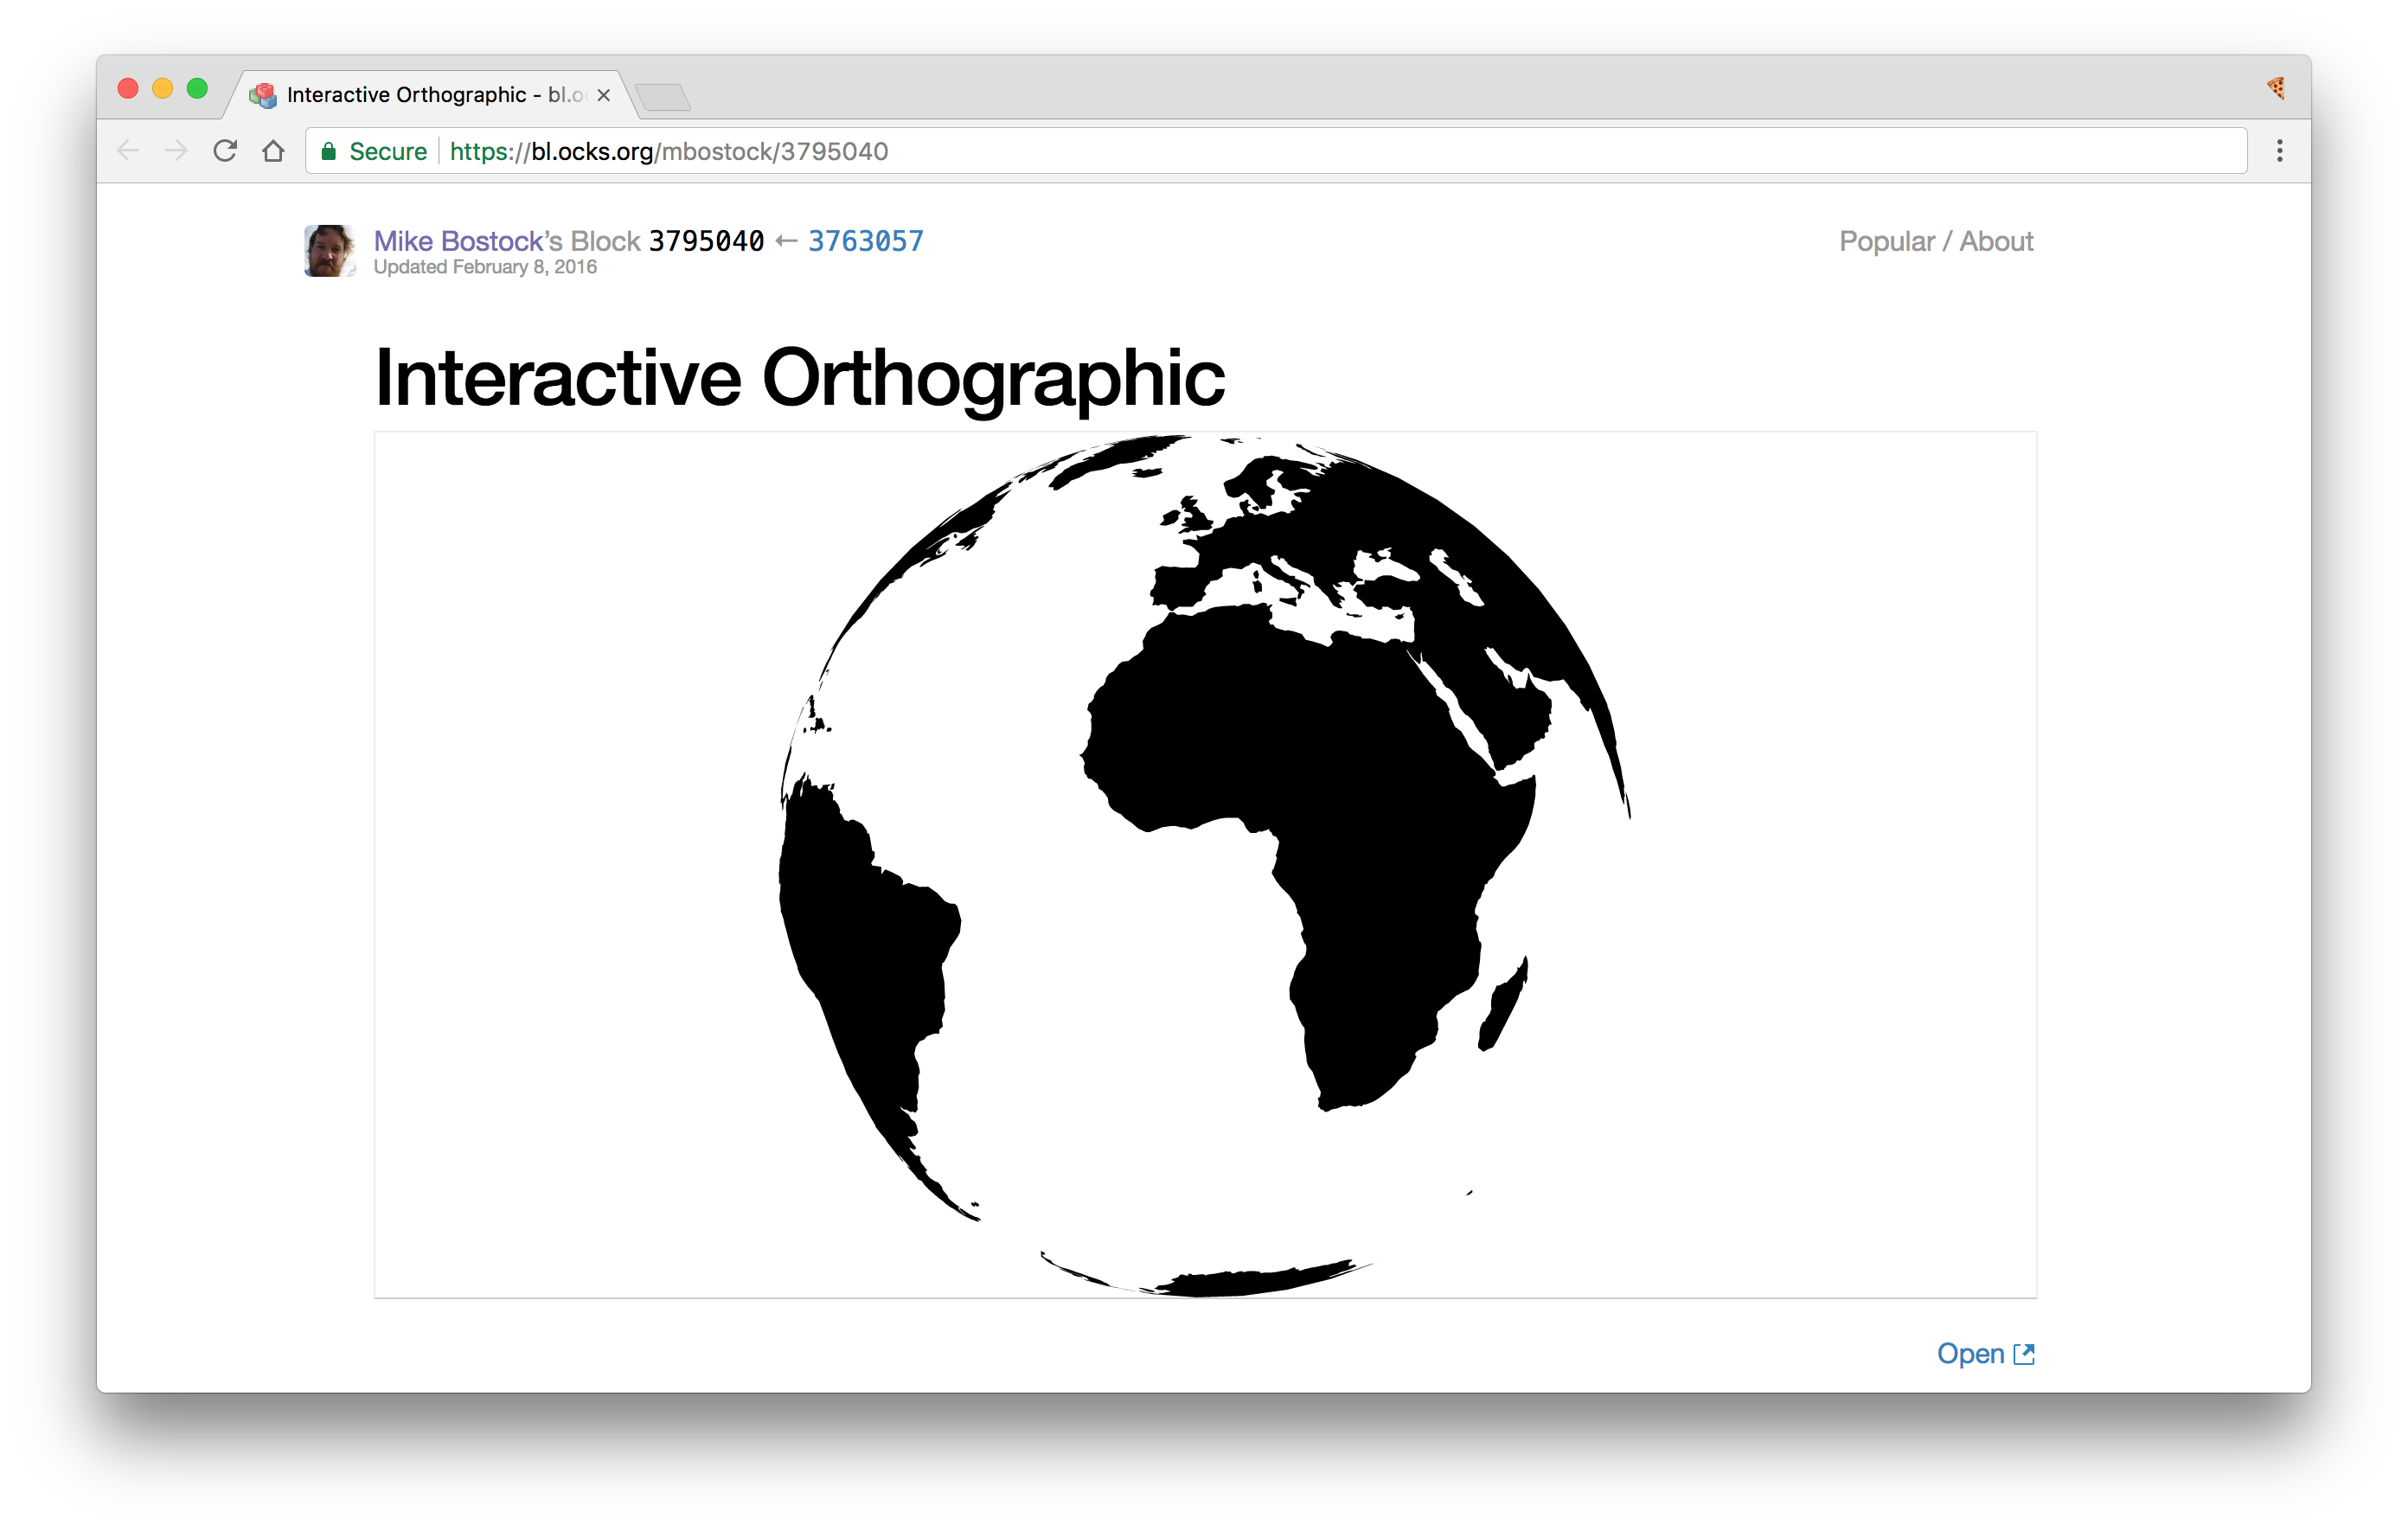 Interactive Orthographic - bl.oc
Secure https://bl.ocks.org/mbostock/3795040
Mike Bostock’s Block 3795040 ← 3763057
Popular / About
Updated February 8, 2016
Interactive Orthographic
Open